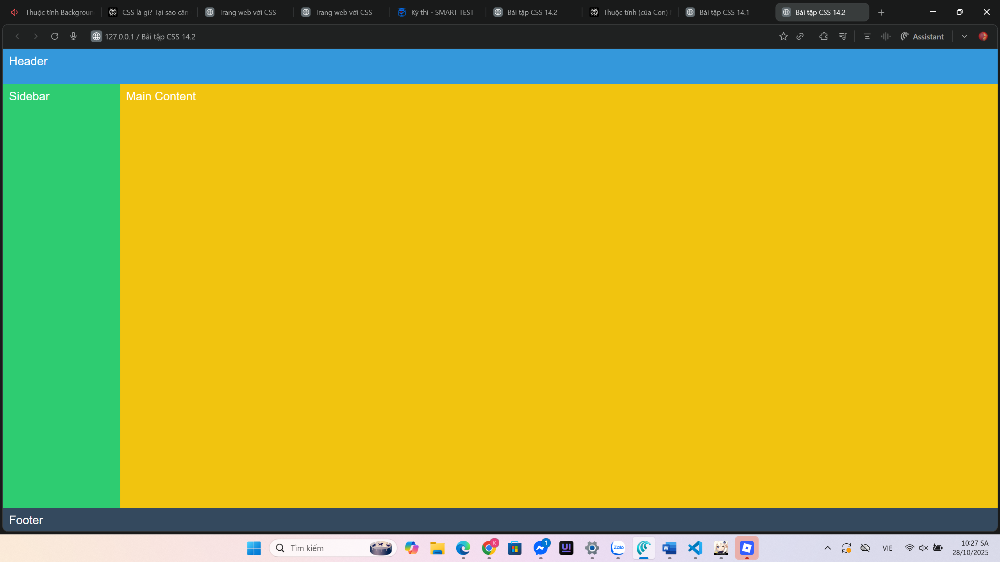 Thuộc tính Backgroun
CSS là gì? Tại sao cần
Trang web với CSS
Trang web với CSS
Kỳ thi - SMART TEST
Bài tập CSS 14.2
Thuộc tính (của Con)
Bài tập CSS 14.1
Bài tập CSS 14.2
127.0.0.1 / Bài tập CSS 14.2
Assistant
Header
Sidebar
Main Content
Footer
Tìm kiếm
K
1
UI
Zalo
W
VIE
10:27 SA
28/10/2025